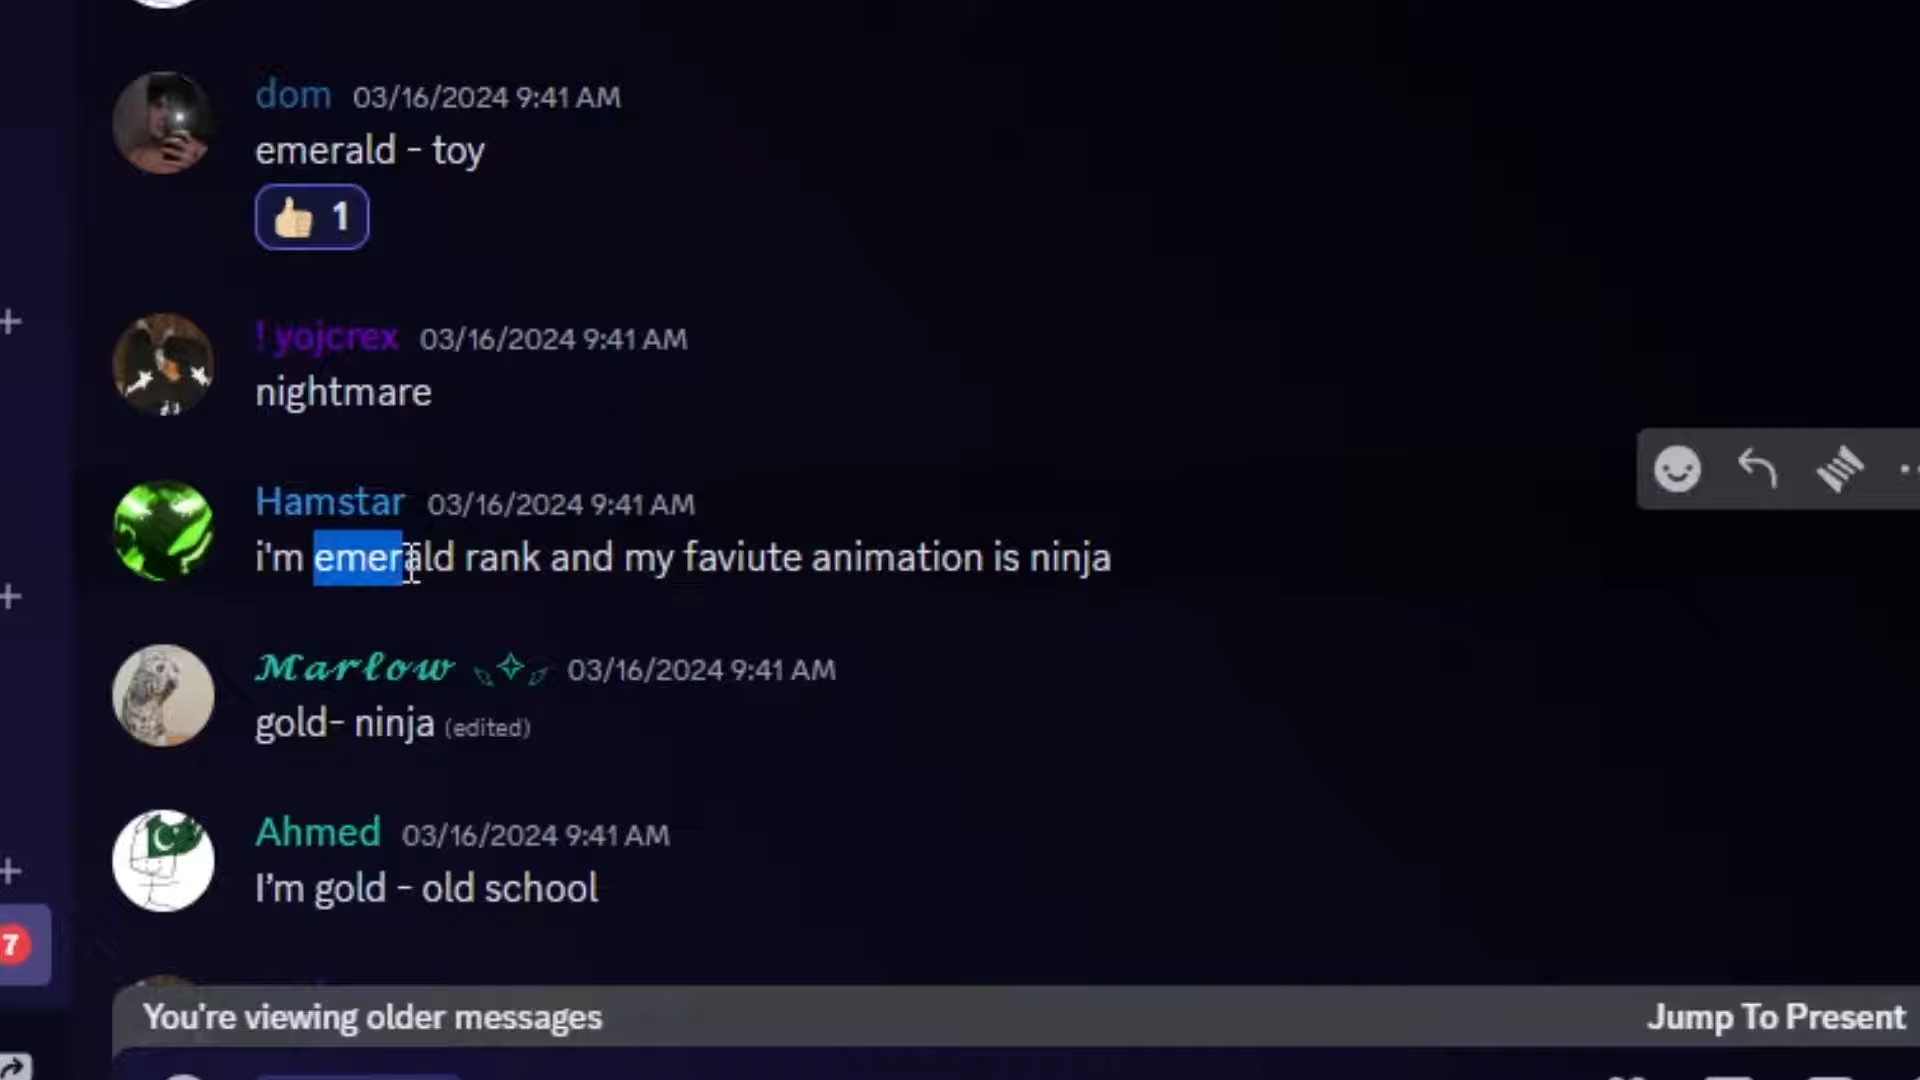 dom 03/16/2024 9:41 AM
emerald - toy
👍🏼 1
! yojcrex 03/16/2024 9:41 AM
nightmare
Hamstar 03/16/2024 9:41 AM
i'm emerald rank and my faviute animation is ninja
𝓜𝓪𝓻𝓵𝓸𝔀 03/16/2024 9:41 AM
gold- ninja (edited)
Ahmed 03/16/2024 9:41 AM
I'm gold - old school
7
You're viewing older messages Jump To Present